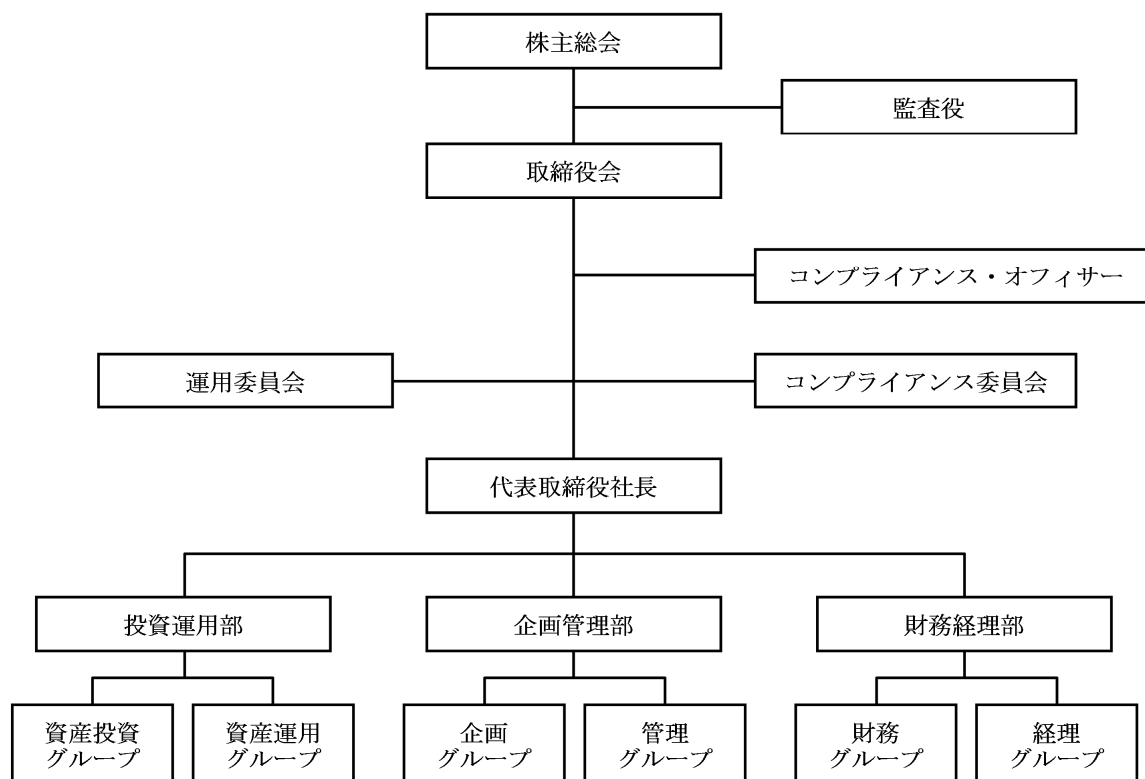 株主総会
監査役
取締役会
コンプライアンス・オフィサー
運用委員会
コンプライアンス委員会
代表取締役社長
投資運用部
企画管理部
財務経理部
資産投資
グループ
資産運用
グループ
企画
グループ
管理
グループ
財務
グループ
経理
グループ